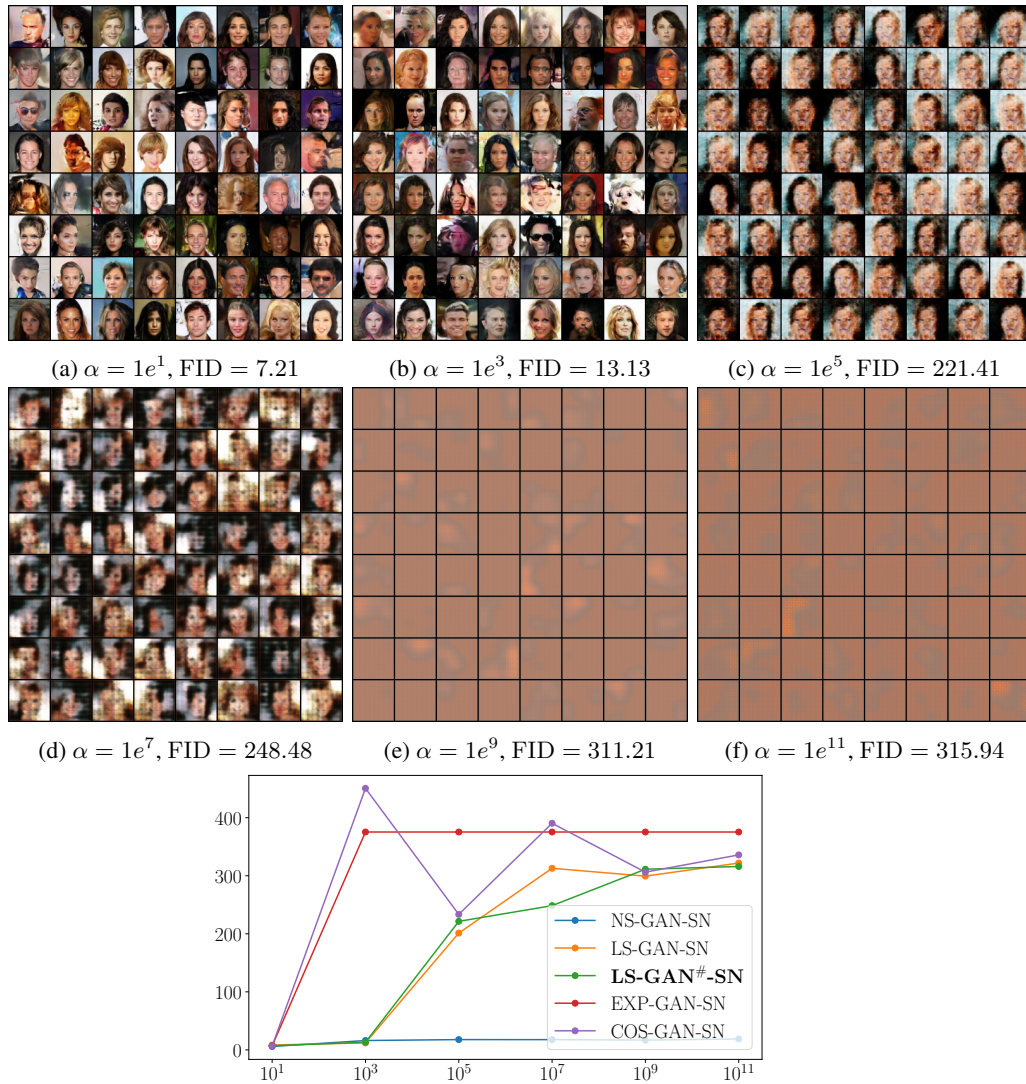 (a) α = 1e^1, FID = 7.21
(b) α = 1e^3, FID = 13.13
(c) α = 1e^5, FID = 221.41
(d) α = 1e^7, FID = 248.48
(e) α = 1e^9, FID = 311.21
(f) α = 1e^11, FID = 315.94
400
300
200
100
0
NS-GAN-SN
LS-GAN-SN
LS-GAN^#-SN
EXP-GAN-SN
COS-GAN-SN
10^1 10^3 10^5 10^7 10^9 10^11